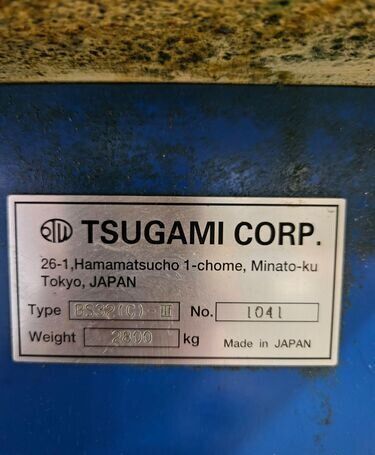 TSUGAMI CORP.
26-1,Hamamatsucho 1-chome, Minato-ku
Tokyo, JAPAN
Type BS32(C)-III No. 1041
Weight 2800 kg Made in JAPAN